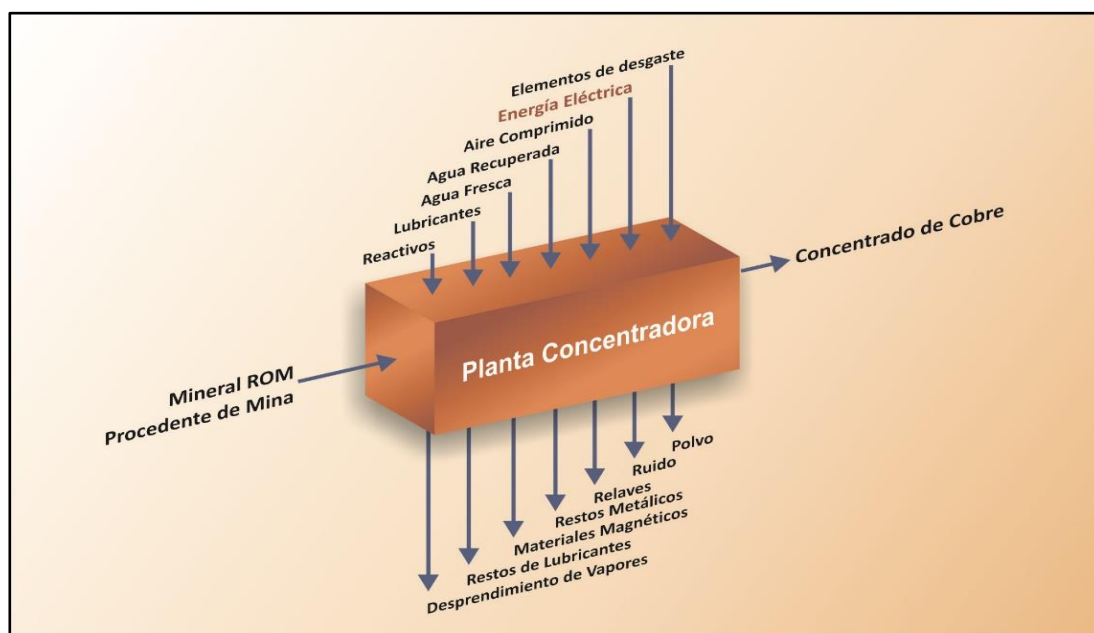 Elementos de desgaste
Energía Eléctrica
Aire Comprimido
Agua Recuperada
Agua Fresca
Lubricantes
Reactivos
Concentrado de Cobre
Planta Concentradora
Mineral ROM
Procedente de Mina
Polvo
Ruido
Relaves
Restos Metálicos
Materiales Magnéticos
Restos de Lubricantes
Desprendimiento de Vapores